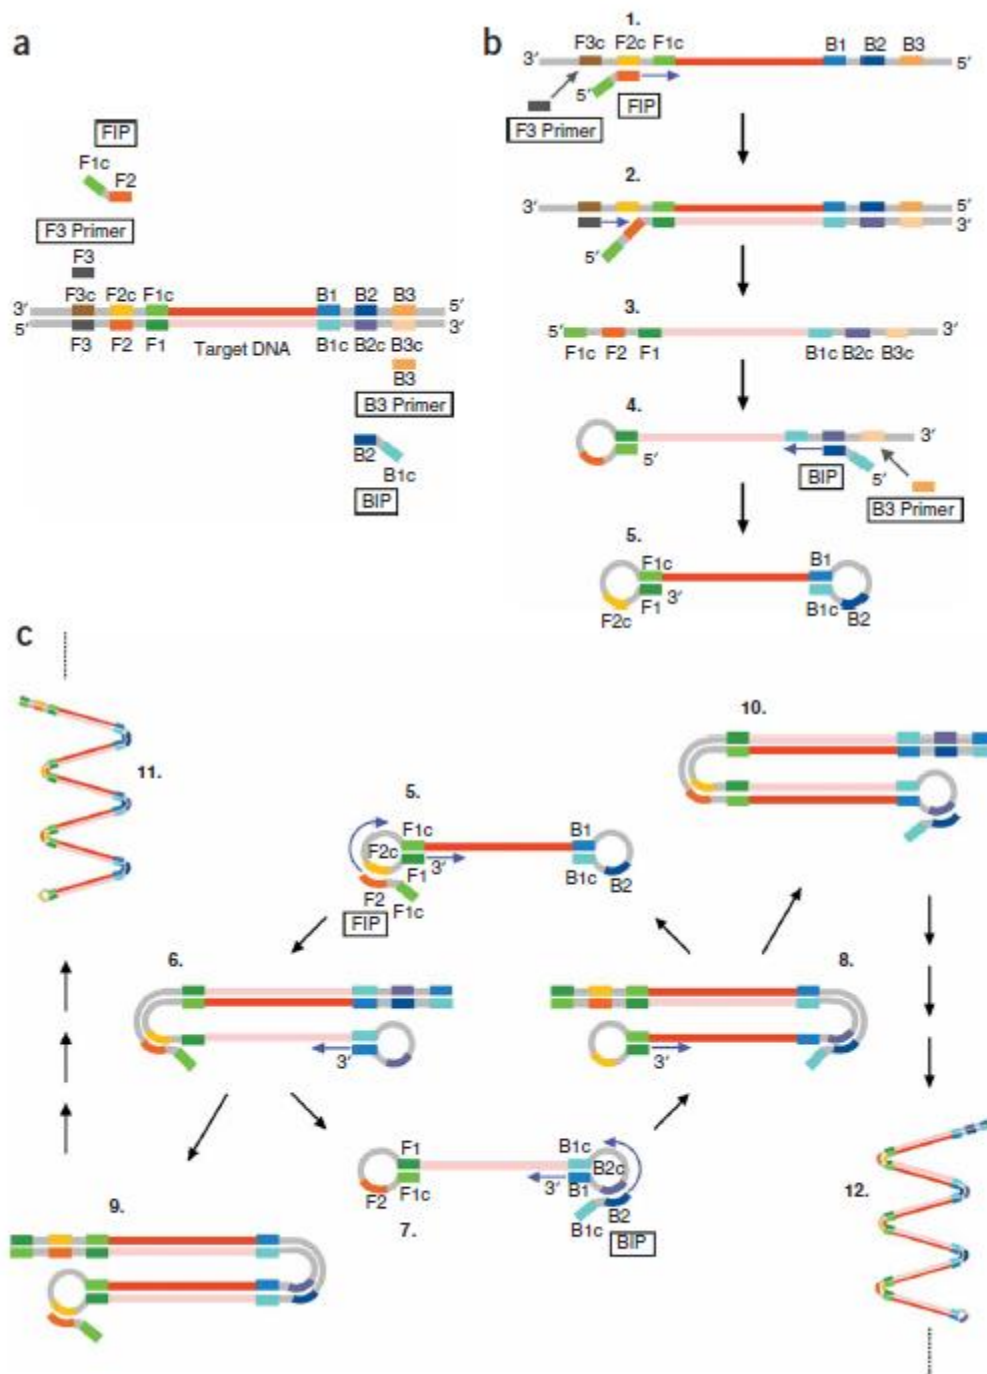 a
FIP
F1c
F2
F3 Primer
F3
F3c F2c F1c B1 B2 B3
3′ 5′
5′ 3′
F3 F2 F1 Target DNA B1c B2c B3c
B3
B3 Primer
B2
B1c
BIP
b
1.
F3c F2c F1c B1 B2 B3
3′ 5′
5′
FIP
F3 Primer
2.
3′ 5′
3′
5′
3.
5′ 3′
F1c F2 F1 B1c B2c B3c
4.
3′
5′
BIP 5′
B3 Primer
5.
F1c B1
F1 3′ B1c
F2c B2
c
11.
5.
F1c B1
F2c 3′
F1 B1c B2
F2 F1c
FIP
10.
6.
3′
8.
3′
7.
F1 B1c
B2c
3′ B1
F2 F1c B2
B1c
BIP
9.
12.